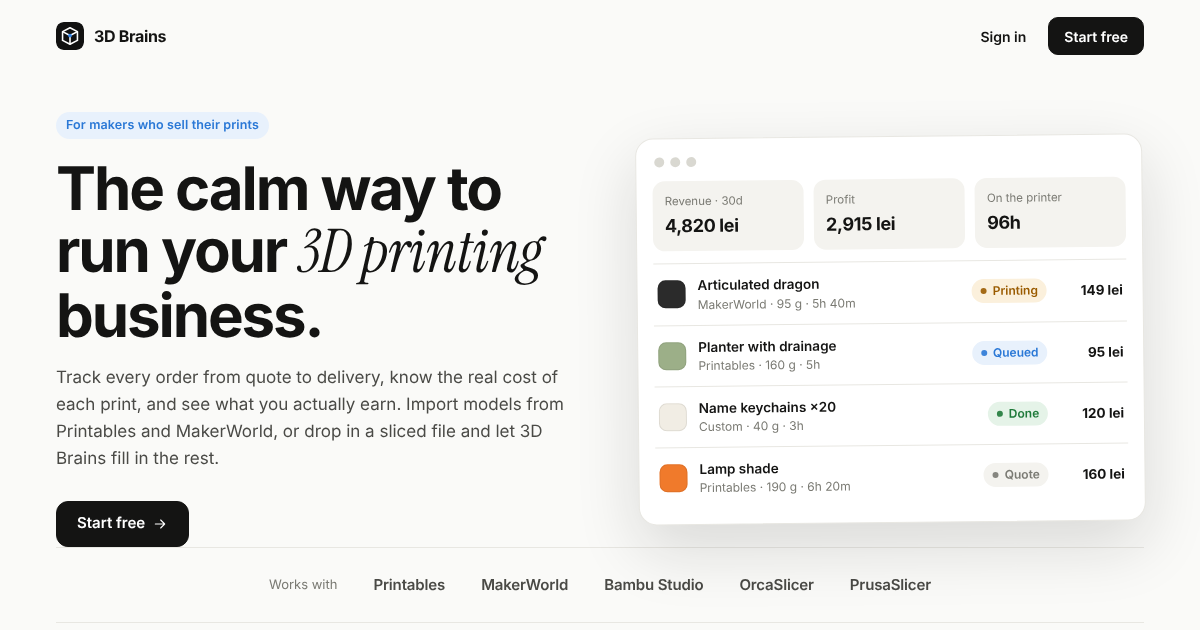 3D Brains
Sign in
Start free
For makers who sell their prints
The calm way to
run your 3D printing
business.
Track every order from quote to delivery, know the real cost of
each print, and see what you actually earn. Import models from
Printables and MakerWorld, or drop in a sliced file and let 3D
Brains fill in the rest.
Start free →
Revenue · 30d
4,820 lei
Profit
2,915 lei
On the printer
96h
Articulated dragon
MakerWorld · 95 g · 5h 40m
Printing
149 lei
Planter with drainage
Printables · 160 g · 5h
Queued
95 lei
Name keychains ×20
Custom · 40 g · 3h
Done
120 lei
Lamp shade
Printables · 190 g · 6h 20m
Quote
160 lei
Works with
Printables
MakerWorld
Bambu Studio
OrcaSlicer
PrusaSlicer